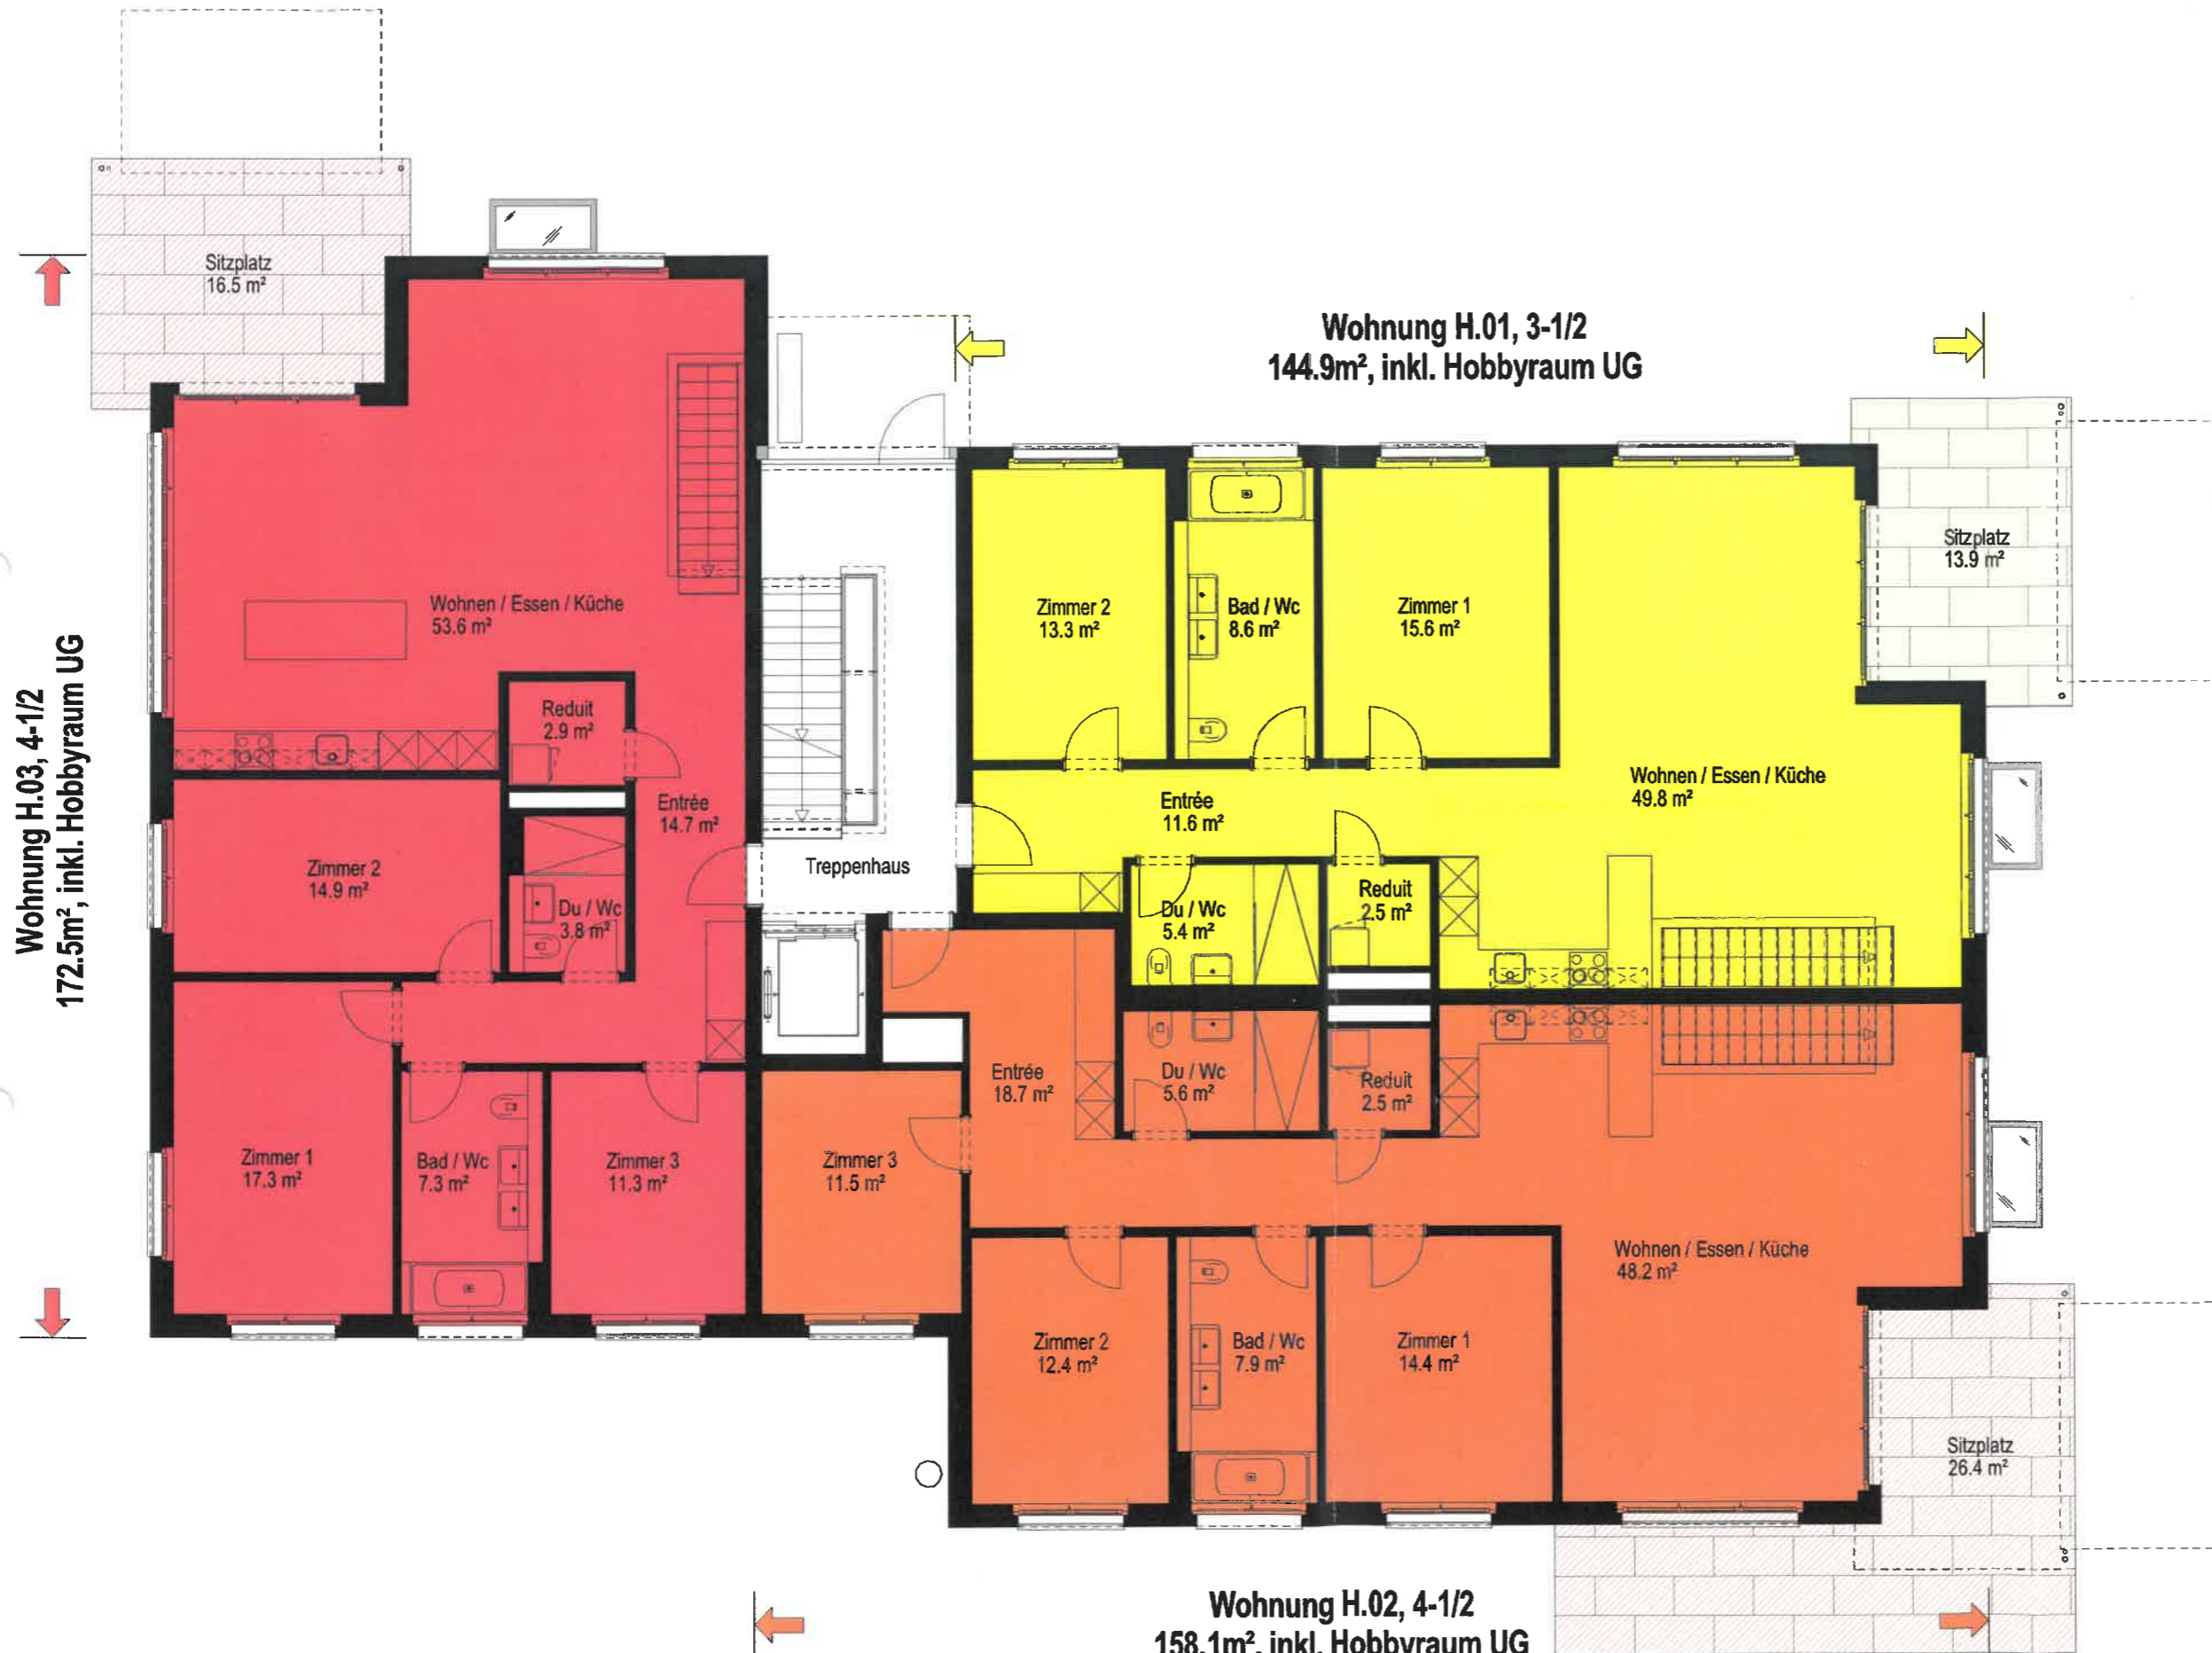 Sitzplatz
16.5 m²
Wohnung H.01, 3-1/2
144.9m², inkl. Hobbyraum UG
Wohnung H.03, 4-1/2
172.5m², inkl. Hobbyraum UG
Wohnen / Essen / Küche
53.6 m²
Reduit
2.9 m²
Entrée
14.7 m²
Zimmer 2
14.9 m²
Du / Wc
3.8 m²
Zimmer 1
17.3 m²
Bad / Wc
7.3 m²
Zimmer 3
11.3 m²
Treppenhaus
Zimmer 2
13.3 m²
Bad / Wc
8.6 m²
Zimmer 1
15.6 m²
Sitzplatz
13.9 m²
Wohnen / Essen / Küche
49.8 m²
Entrée
11.6 m²
Du / Wc
5.4 m²
Reduit
2.5 m²
Entrée
18.7 m²
Du / Wc
5.6 m²
Reduit
2.5 m²
Zimmer 3
11.5 m²
Wohnen / Essen / Küche
48.2 m²
Zimmer 2
12.4 m²
Bad / Wc
7.9 m²
Zimmer 1
14.4 m²
Sitzplatz
26.4 m²
Wohnung H.02, 4-1/2
158.1m², inkl. Hobbyraum UG